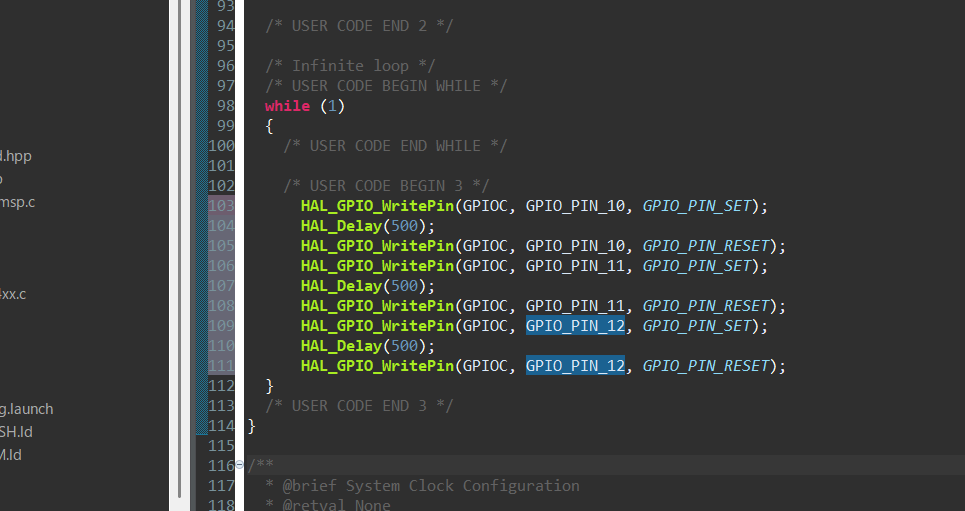 93
94 /* USER CODE END 2 */
95
96 /* Infinite loop */
97 /* USER CODE BEGIN WHILE */
98 while (1)
99 {
100 /* USER CODE END WHILE */
101
102 /* USER CODE BEGIN 3 */
103 HAL_GPIO_WritePin(GPIOC, GPIO_PIN_10, GPIO_PIN_SET);
104 HAL_Delay(500);
105 HAL_GPIO_WritePin(GPIOC, GPIO_PIN_10, GPIO_PIN_RESET);
106 HAL_GPIO_WritePin(GPIOC, GPIO_PIN_11, GPIO_PIN_SET);
107 HAL_Delay(500);
108 HAL_GPIO_WritePin(GPIOC, GPIO_PIN_11, GPIO_PIN_RESET);
109 HAL_GPIO_WritePin(GPIOC, GPIO_PIN_12, GPIO_PIN_SET);
110 HAL_Delay(500);
111 HAL_GPIO_WritePin(GPIOC, GPIO_PIN_12, GPIO_PIN_RESET);
112 }
113 /* USER CODE END 3 */
114 }
115
116 /**
117 * @brief System Clock Configuration
118 * @retval None
.hpp
msp.c
xx.c
g.launch
SH.ld
M.ld